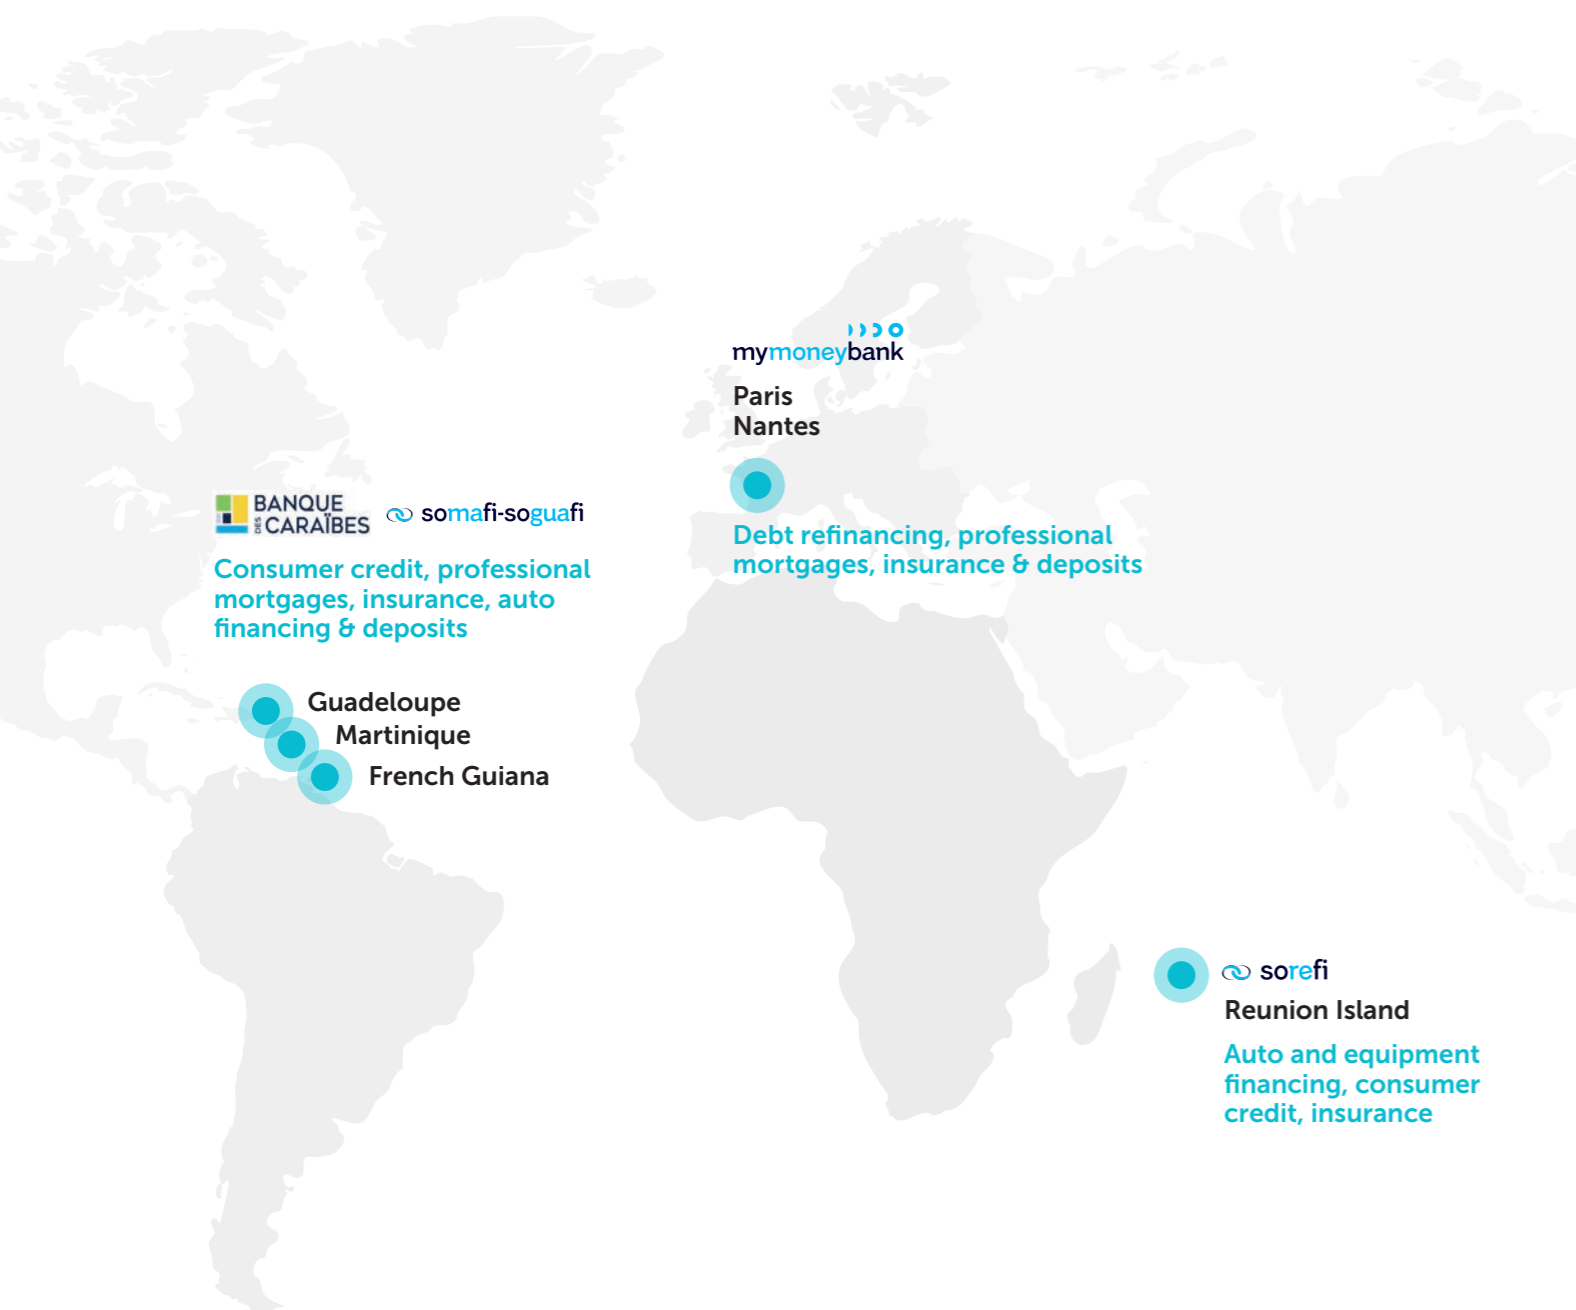 mymoneybank
Paris
Nantes
Debt refinancing, professional
mortgages, insurance & deposits
BANQUE
DES CARAÏBES
somafi-soguafi
Consumer credit, professional
mortgages, insurance, auto
financing & deposits
Guadeloupe
Martinique
French Guiana
sorefi
Reunion Island
Auto and equipment
financing, consumer
credit, insurance